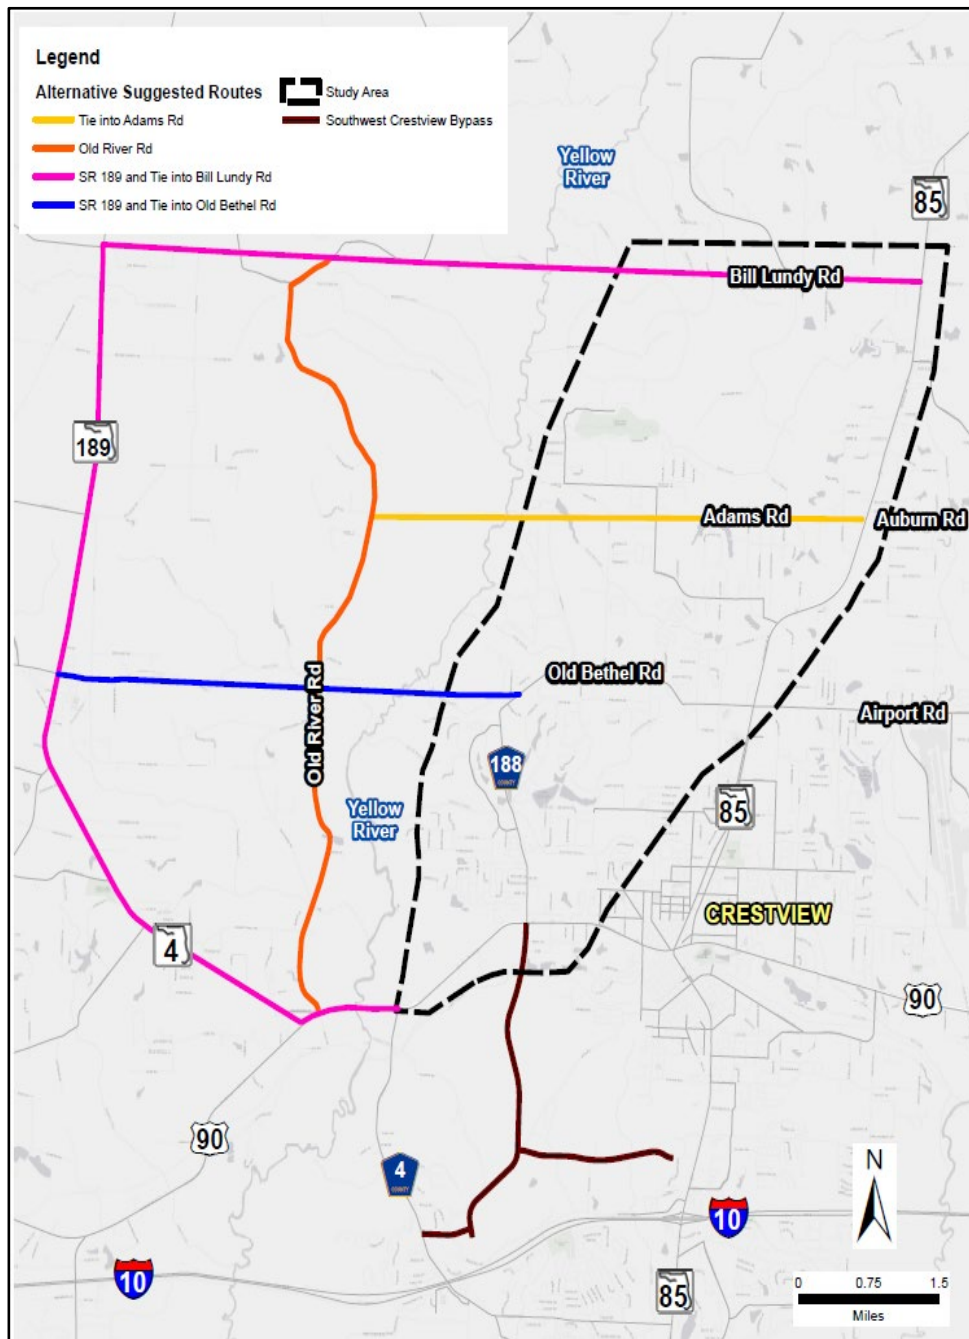 Legend
Alternative Suggested Routes
Study Area
Tie into Adams Rd
Southwest Crestview Bypass
Old River Rd
SR 189 and Tie into Bill Lundy Rd
SR 189 and Tie into Old Bethel Rd
Yellow
River
85
Bill Lundy Rd
189
Adams Rd
Auburn Rd
Old Bethel Rd
Old River Rd
Airport Rd
188
COUNTY
Yellow
River
85
CRESTVIEW
4
90
90
4
COUNTY
N
10
10
85
0 0.75 1.5
Miles